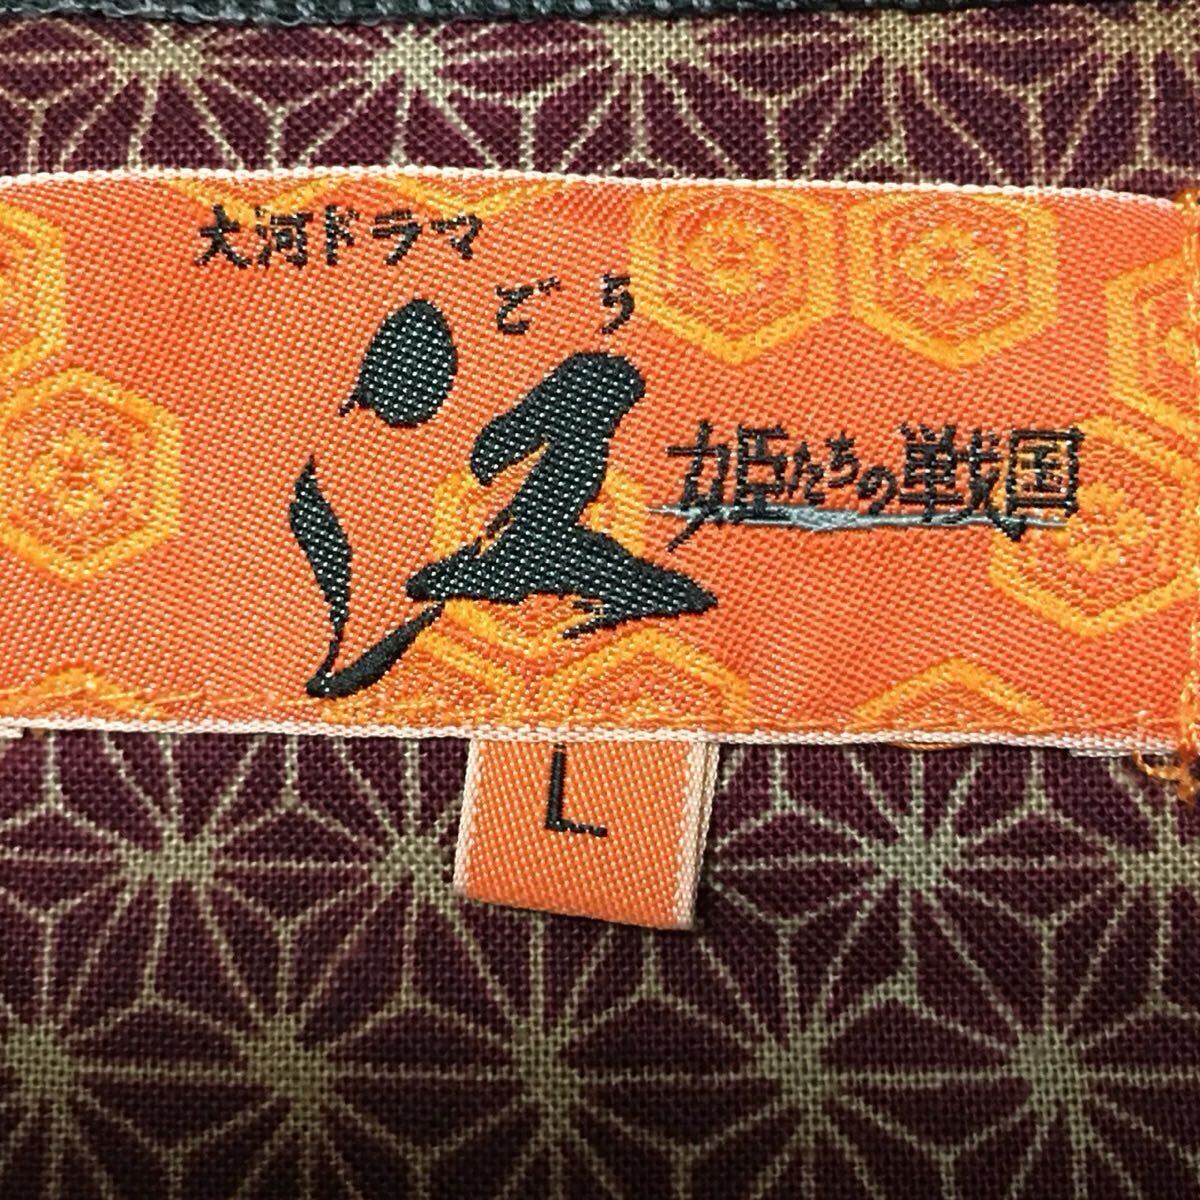 大河ドラマ
ごう
江
姫たちの戦国
L